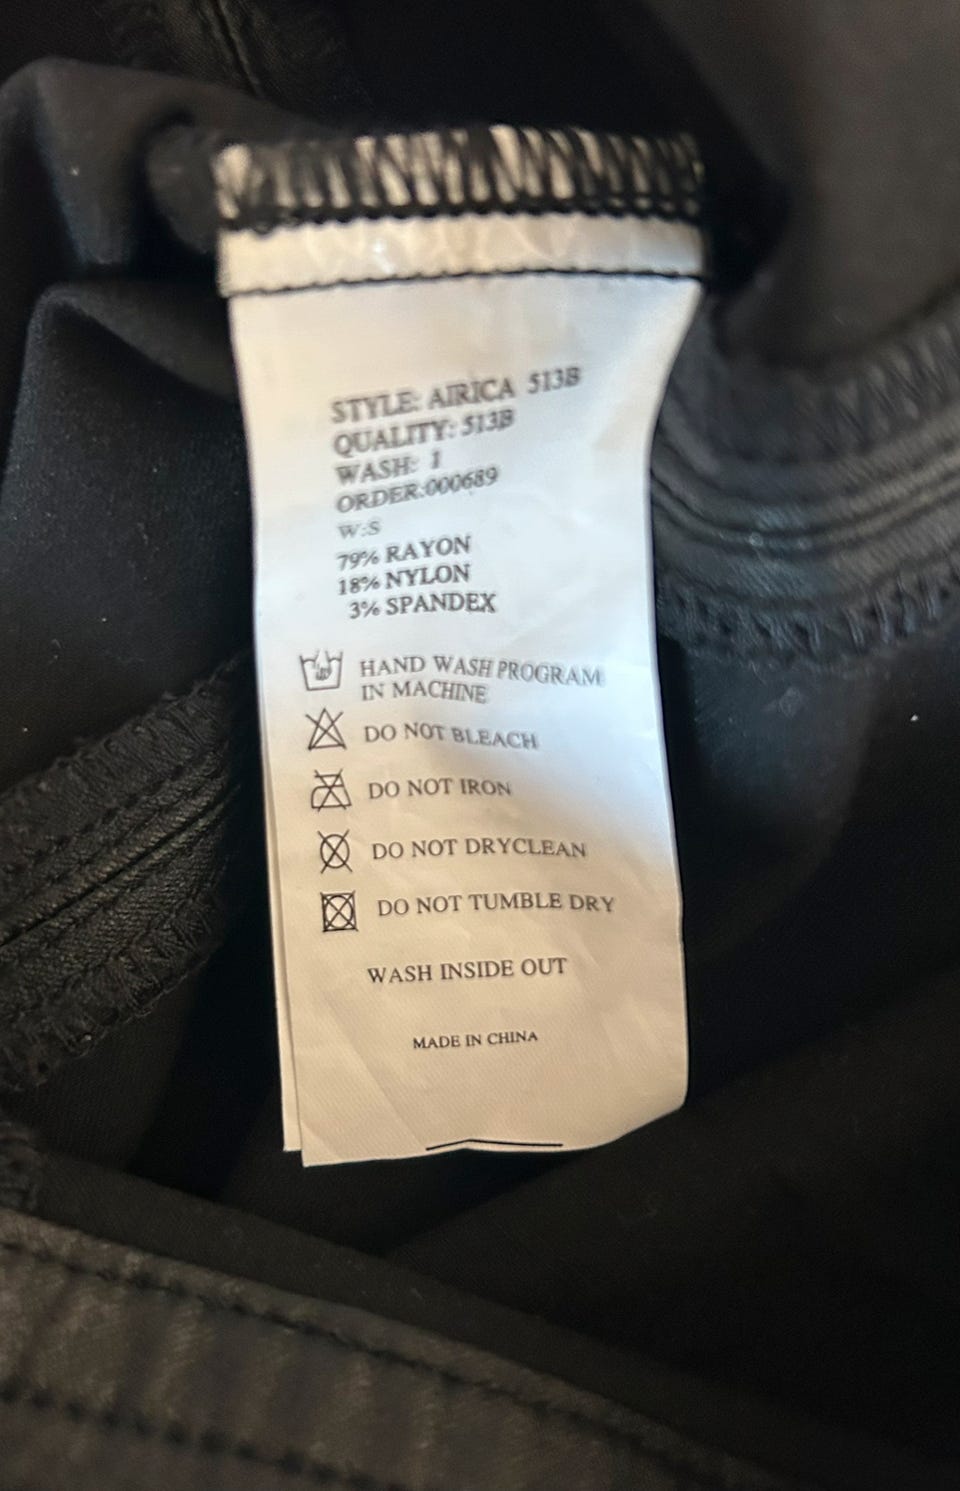 STYLE: AIRICA 513B
QUALITY: 513B
WASH: 1
ORDER:000689
W:S
79% RAYON
18% NYLON
3% SPANDEX
HAND WASH PROGRAM
IN MACHINE
DO NOT BLEACH
DO NOT IRON
DO NOT DRYCLEAN
DO NOT TUMBLE DRY
WASH INSIDE OUT
MADE IN CHINA